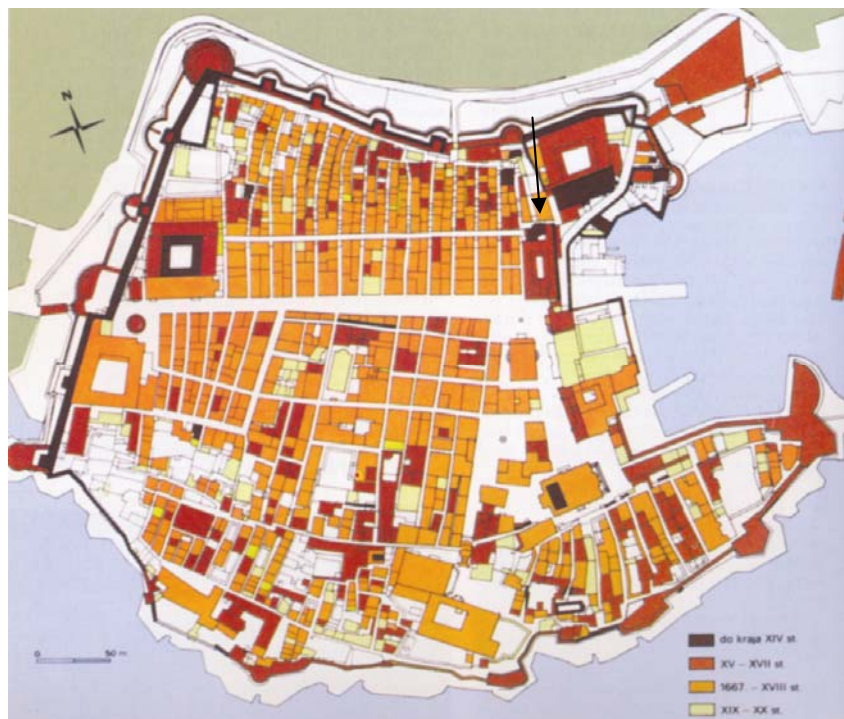 N
0 50 m
do kraja XIV st.
XV – XVII st.
1667. – XVIII st.
XIX – XX st.